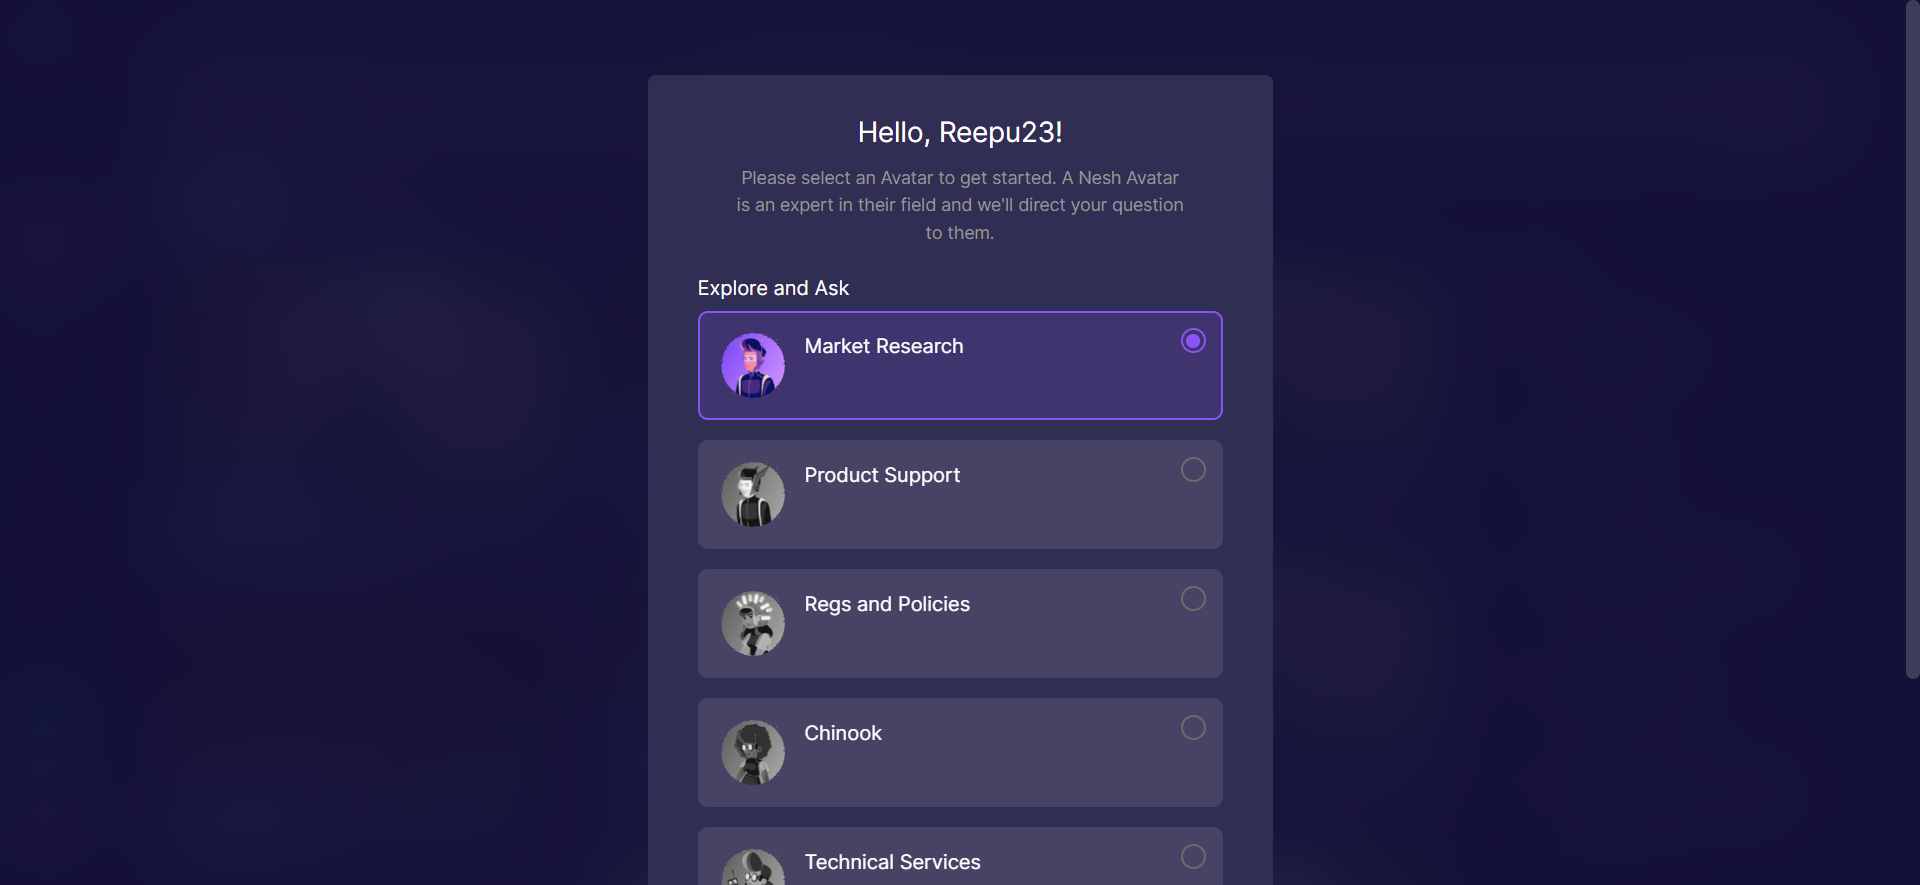 Hello, Reepu23!
Please select an Avatar to get started. A Nesh Avatar
is an expert in their field and we'll direct your question
to them.
Explore and Ask
Market Research
Product Support
Regs and Policies
Chinook
Technical Services